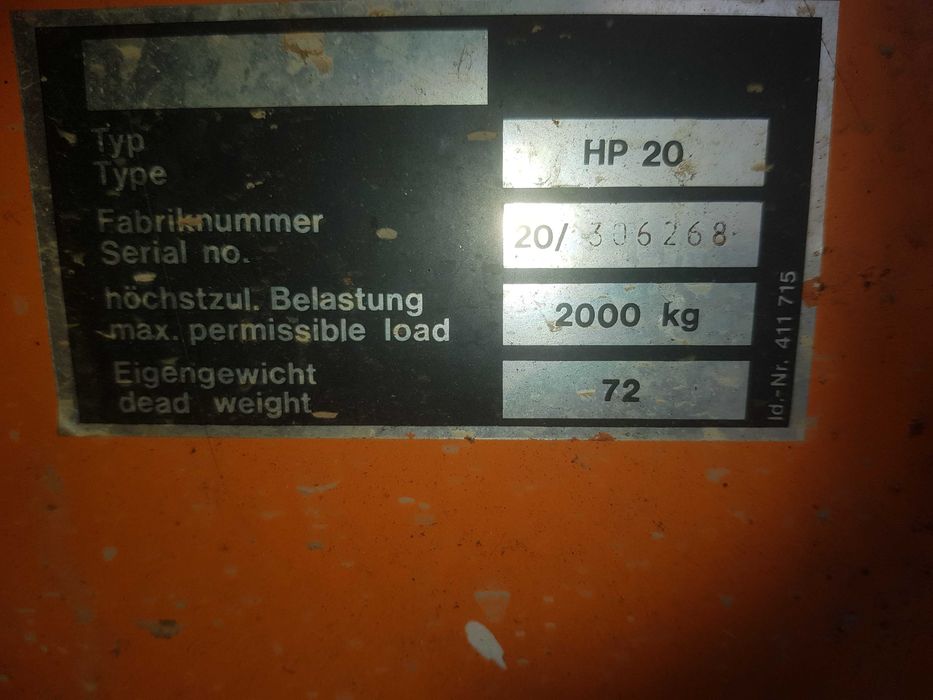 Typ
Type
HP 20
Fabriknummer
Serial no.
20/ 306268
höchstzul. Belastung
max. permissible load
2000 kg
Eigengewicht
dead weight
72
Id.-Nr. 411 715